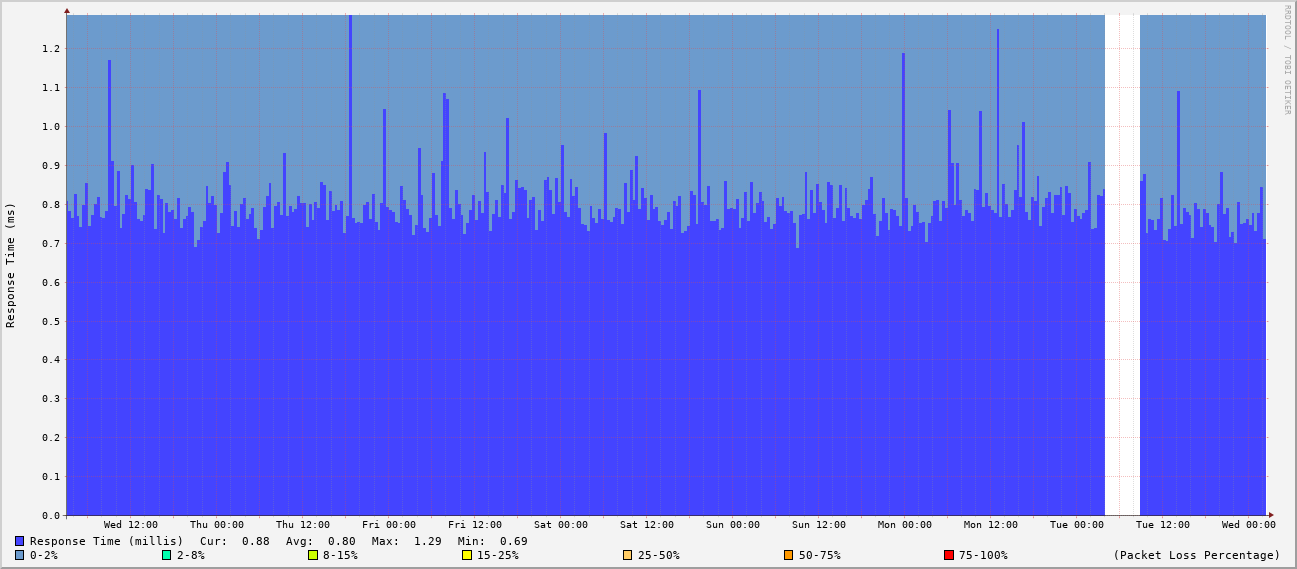 RRDTOOL / TOBI OETIKER
Response Time (ms)
1.2
1.1
1.0
0.9
0.8
0.7
0.6
0.5
0.4
0.3
0.2
0.1
0.0
Wed 12:00 Thu 00:00 Thu 12:00 Fri 00:00 Fri 12:00 Sat 00:00 Sat 12:00 Sun 00:00 Sun 12:00 Mon 00:00 Mon 12:00 Tue 00:00 Tue 12:00 Wed 00:00
Response Time (millis) Cur: 0.88 Avg: 0.80 Max: 1.29 Min: 0.69
0-2% 2-8% 8-15% 15-25% 25-50% 50-75% 75-100% (Packet Loss Percentage)